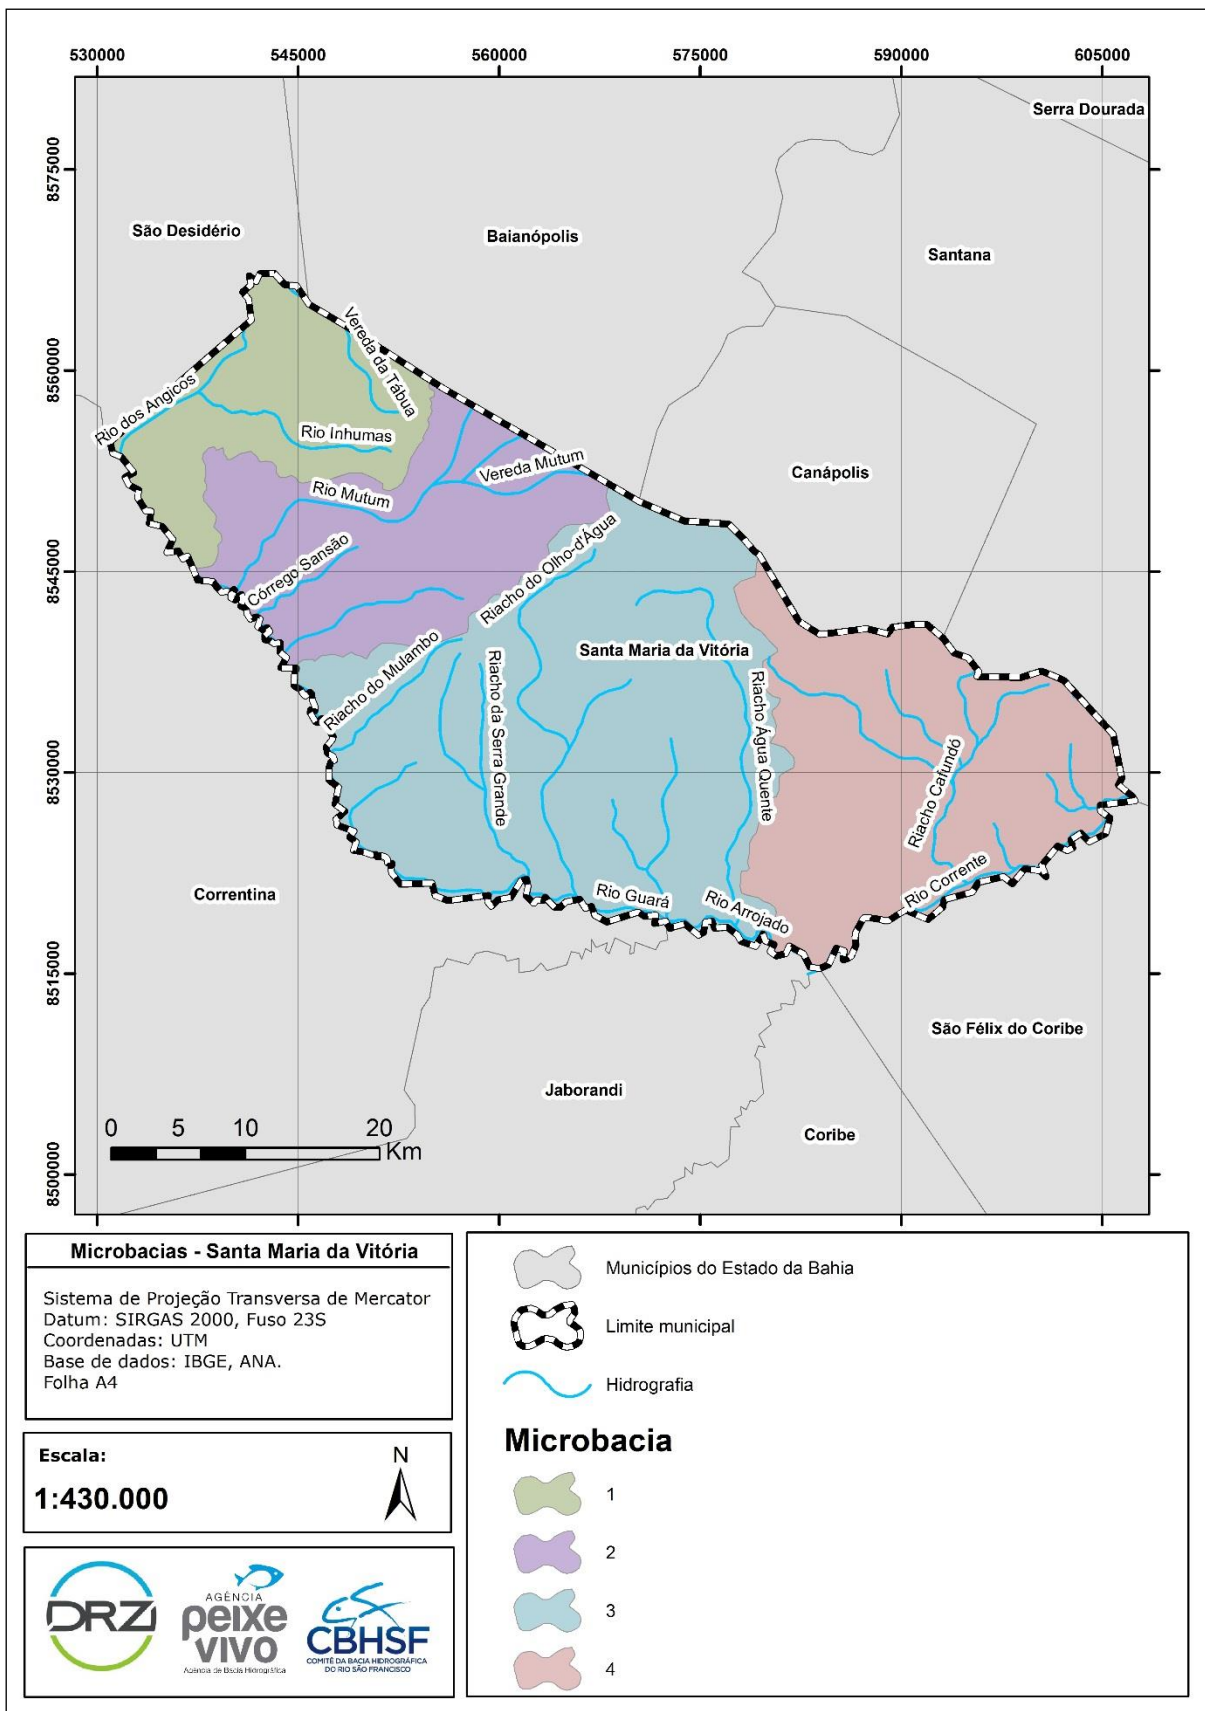 530000
545000
560000
575000
590000
605000
Serra Dourada
8575000
8575000
São Desidério
Baianópolis
Santana
Vereda da Tábua
8560000
8560000
Rio dos Angicos
Rio Inhumas
Vereda Mutum
Canápolis
Rio Mutum
Riacho do Olho-d'Água
Córrego Sansão
8545000
8545000
Santa Maria da Vitória
Riacho do Mulambo
Riacho da Serra Grande
Riacho Água Quente
8530000
8530000
Riacho Cafundó
Correntina
Rio Guará
Rio Arrojado
Rio Corrente
8515000
8515000
São Félix do Coribe
Jaborandi
Coribe
0 5 10 20
Km
8500000
8500000
Microbacias - Santa Maria da Vitória
Sistema de Projeção Transversa de Mercator
Datum: SIRGAS 2000, Fuso 23S
Coordenadas: UTM
Base de dados: IBGE, ANA.
Folha A4
Escala:
1:430.000
N
DRZ
AGÊNCIA
peixe
vivo
Agência de Bacia Hidrográfica
CBHSF
COMITÊ DA BACIA HIDROGRÁFICA
DO RIO SÃO FRANCISCO
Municípios do Estado da Bahia
Limite municipal
Hidrografia
Microbacia
1
2
3
4